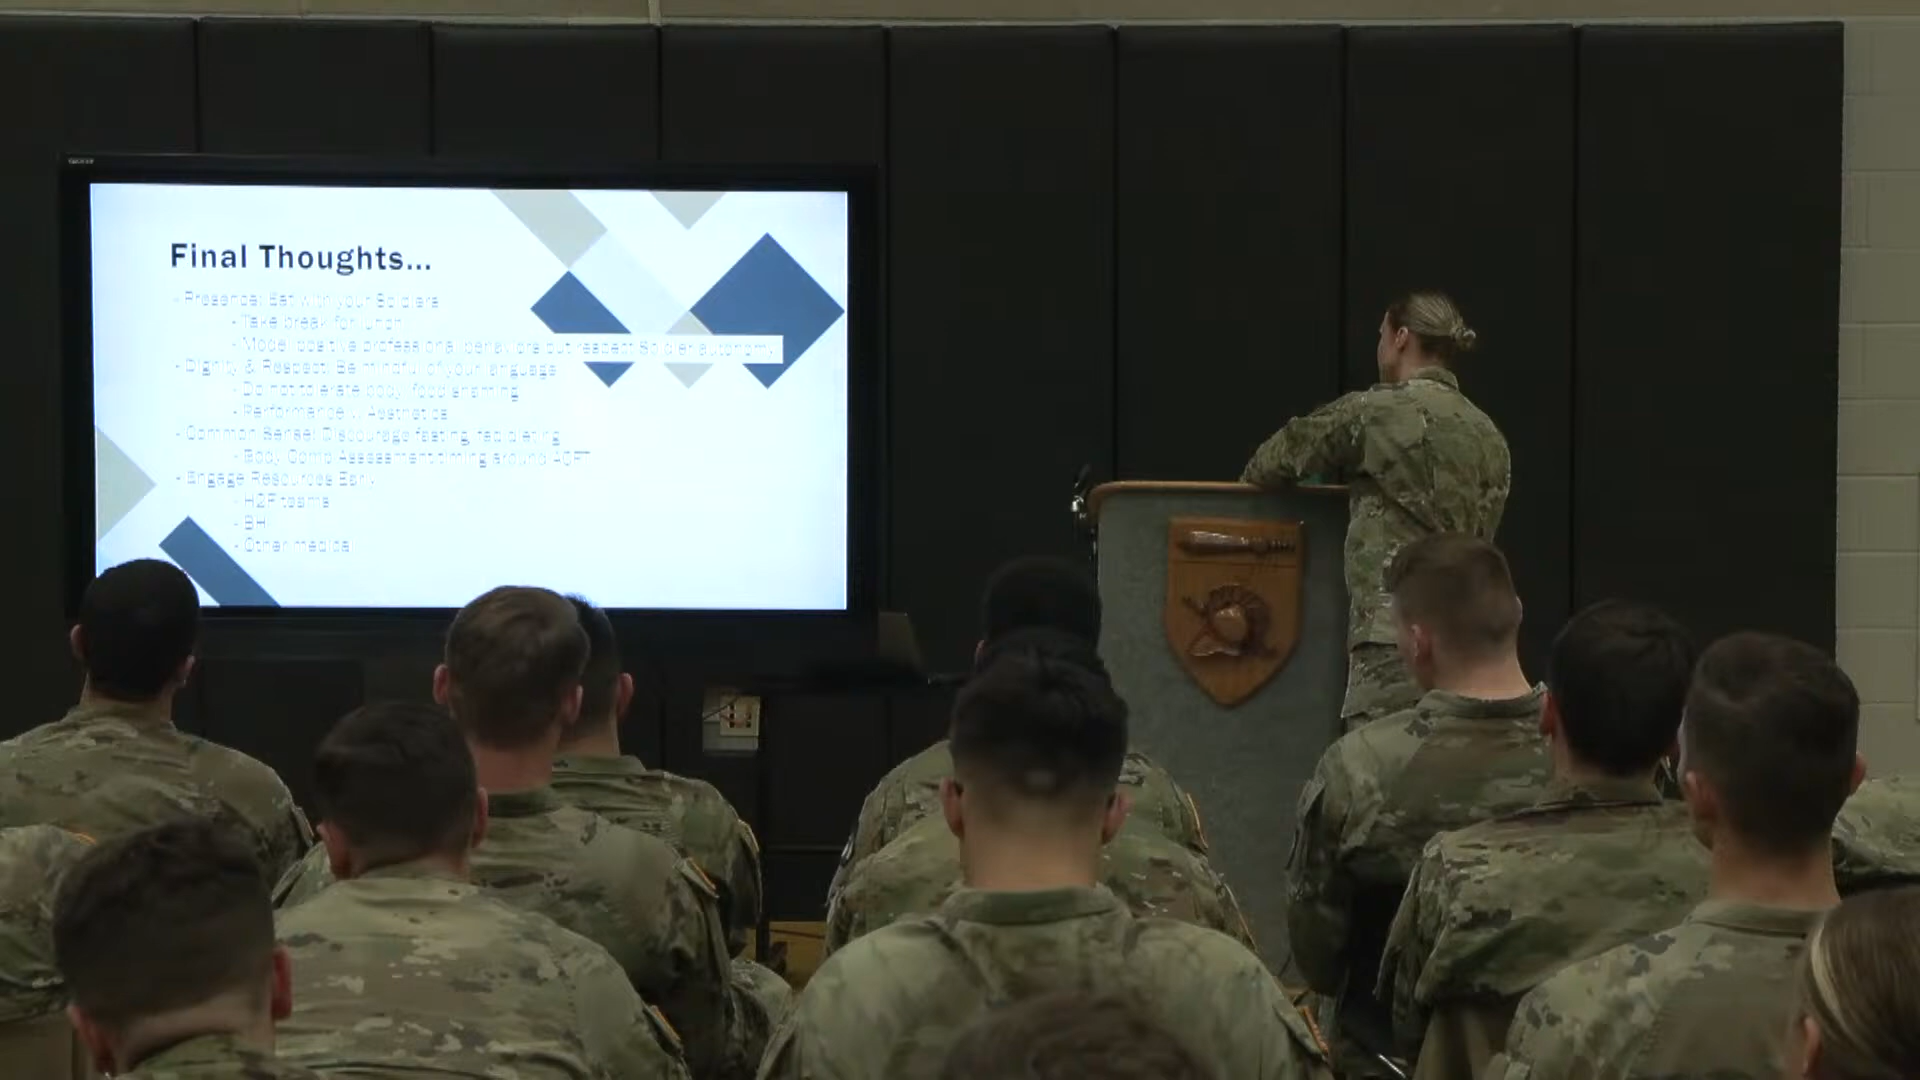 Final Thoughts...
- Presence: Eat with your Soldiers
- Take break for lunch
- Model positive professional behaviors but respect Soldier autonomy
- Dignity & Respect: Be mindful of your language
- Do not tolerate body, food shaming
- Performance v. Aesthetics
- Common Sense: Discourage fasting, fad dieting
- Body Comp Assessment timing around ACFT
- Engage Resources Early
- H2F teams
- BH
- Other medical